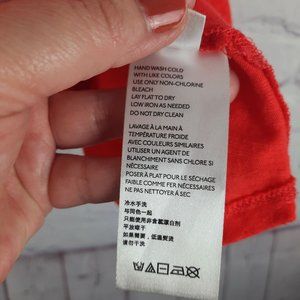 HAND WASH COLD
WITH LIKE COLORS
USE ONLY NON-CHLORINE
BLEACH
LAY FLAT TO DRY
LOW IRON AS NEEDED
DO NOT DRY CLEAN
LAVAGE À LA MAIN À
TEMPÉRATURE FROIDE
AVEC COULEURS SIMILAIRES
UTILISER UN AGENT DE
BLANCHIMENT SANS CHLORE SI
NÉCESSAIRE
POSER À PLAT POUR LE SÉCHAGE
FAIBLE COMME FER NÉCESSAIRES
NE PAS NETTOYER À SEC
冷水手洗
与同色一起
只能使用非含氯漂白剂
平放晾干
如果需要，低温熨烫
请勿干洗